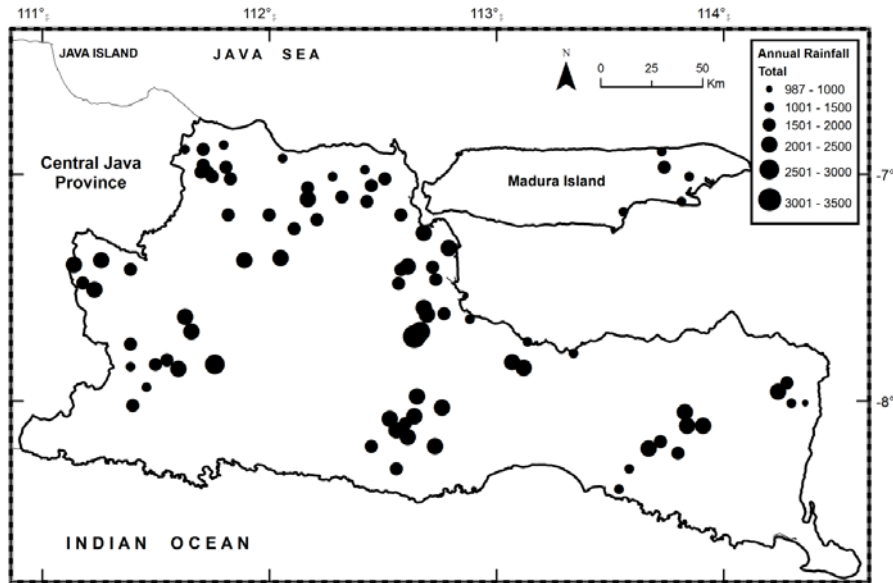 111° 112° 113° 114°
JAVA ISLAND
JAVA SEA
N
0 25 50
Km
Annual Rainfall
Total
987 - 1000
1001 - 1500
1501 - 2000
2001 - 2500
2501 - 3000
3001 - 3500
Central Java
Province
Madura Island
-7°
-8°
INDIAN OCEAN